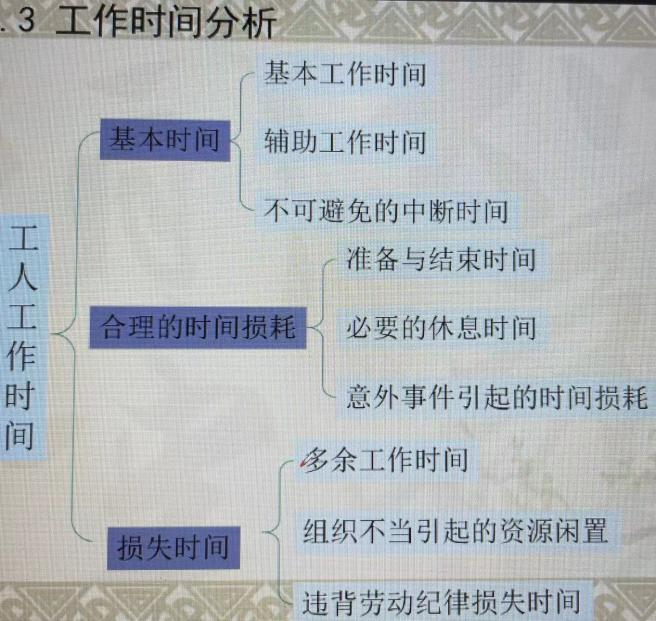 .3 工作时间分析
工人工作时间
基本时间
基本工作时间
辅助工作时间
不可避免的中断时间
合理的时间损耗
准备与结束时间
必要的休息时间
意外事件引起的时间损耗
损失时间
多余工作时间
组织不当引起的资源闲置
违背劳动纪律损失时间